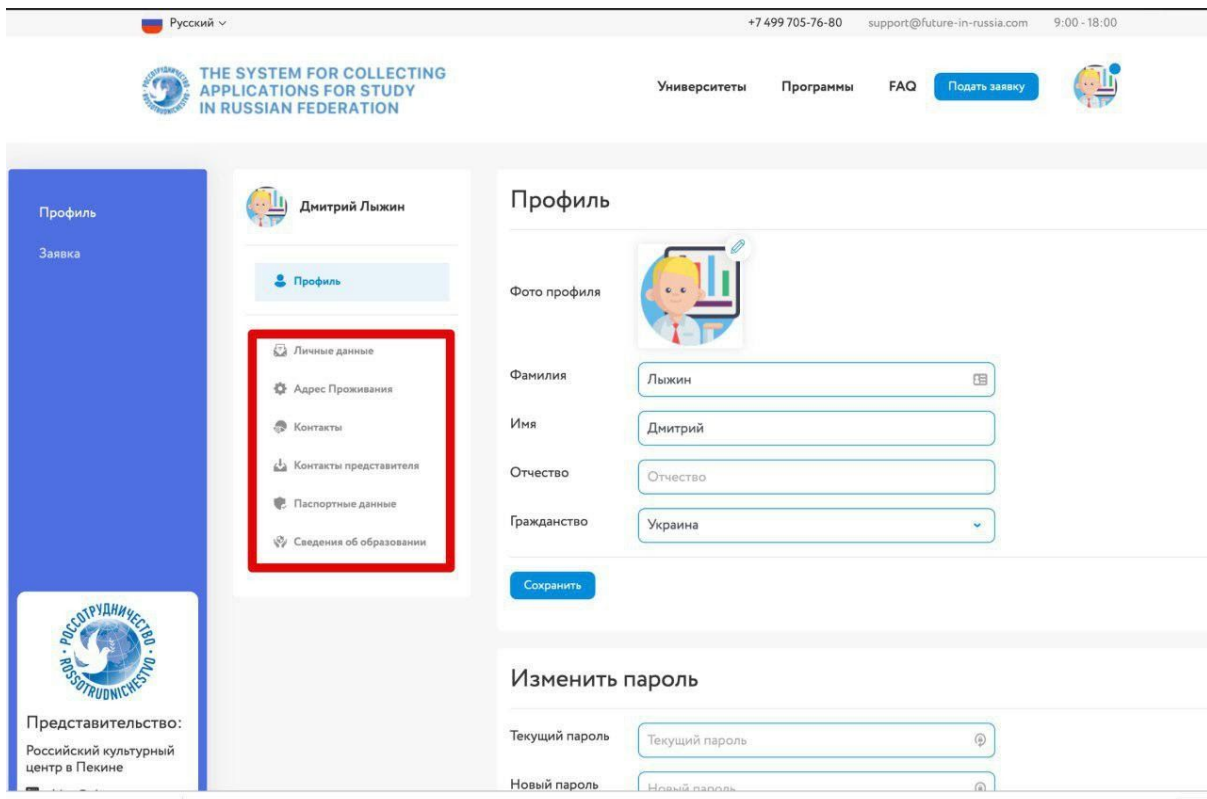 Русский
+7 499 705-76-80
support@future-in-russia.com
9:00 - 18:00
THE SYSTEM FOR COLLECTING
APPLICATIONS FOR STUDY
IN RUSSIAN FEDERATION
Университеты
Программы
FAQ
Подать заявку
Профиль
Заявка
Дмитрий Лыжин
Профиль
Личные данные
Адрес Проживания
Контакты
Контакты представителя
Паспортные данные
Сведения об образовании
Профиль
Фото профиля
Фамилия
Лыжин
Имя
Дмитрий
Отчество
Отчество
Гражданство
Украина
Сохранить
Изменить пароль
Текущий пароль
Текущий пароль
Новый пароль
Новый пароль
РОССОТРУДНИЧЕСТВО
ROSSOTRUDNICHESTVO
Представительство:
Российский культурный
центр в Пекине